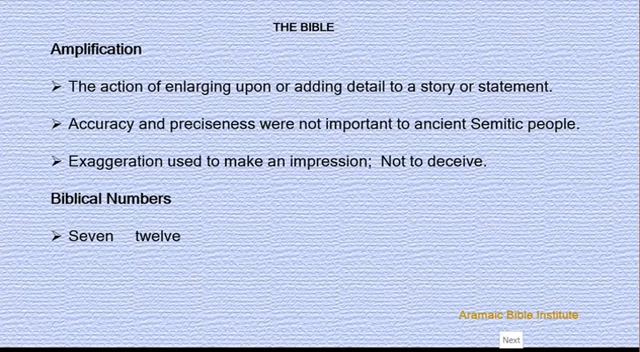 THE BIBLE
Amplification
➢ The action of enlarging upon or adding detail to a story or statement.
➢ Accuracy and preciseness were not important to ancient Semitic people.
➢ Exaggeration used to make an impression; Not to deceive.
Biblical Numbers
➢ Seven twelve
Aramaic Bible Institute
Next